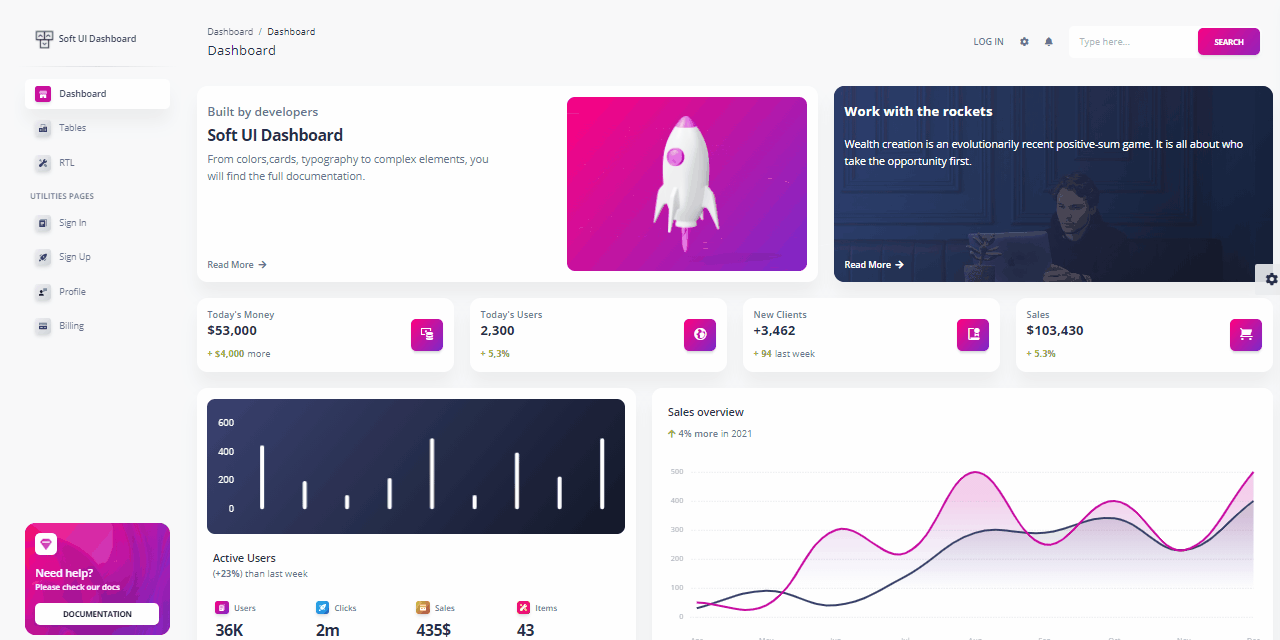 Soft UI Dashboard
Dashboard
Tables
RTL
UTILITIES PAGES
Sign In
Sign Up
Profile
Billing
Need help?
Please check our docs
DOCUMENTATION
Dashboard / Dashboard
Dashboard
LOG IN
Type here...
SEARCH
Built by developers
Soft UI Dashboard
From colors,cards, typography to complex elements, you
will find the full documentation.
Read More
Work with the rockets
Wealth creation is an evolutionarily recent positive-sum game. It is all about who
take the opportunity first.
Read More
Today's Money
$53,000
+ $4,000 more
Today's Users
2,300
+ 5,3%
New Clients
+3,462
+ 94 last week
Sales
$103,430
+ 5.3%
600
400
200
0
Active Users
(+23%) than last week
Users
36K
Clicks
2m
Sales
435$
Items
43
Sales overview
4% more in 2021
500
400
300
200
100
0